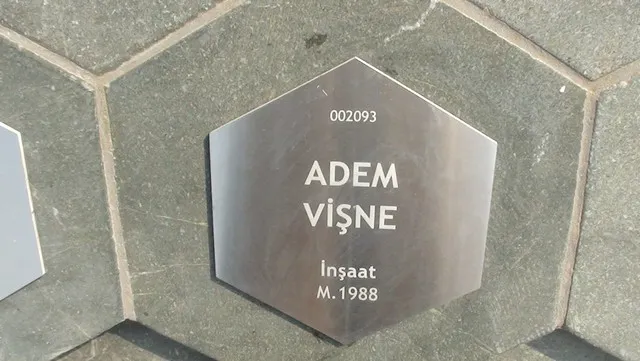 002093
ADEM
VİŞNE
İnşaat
M.1988